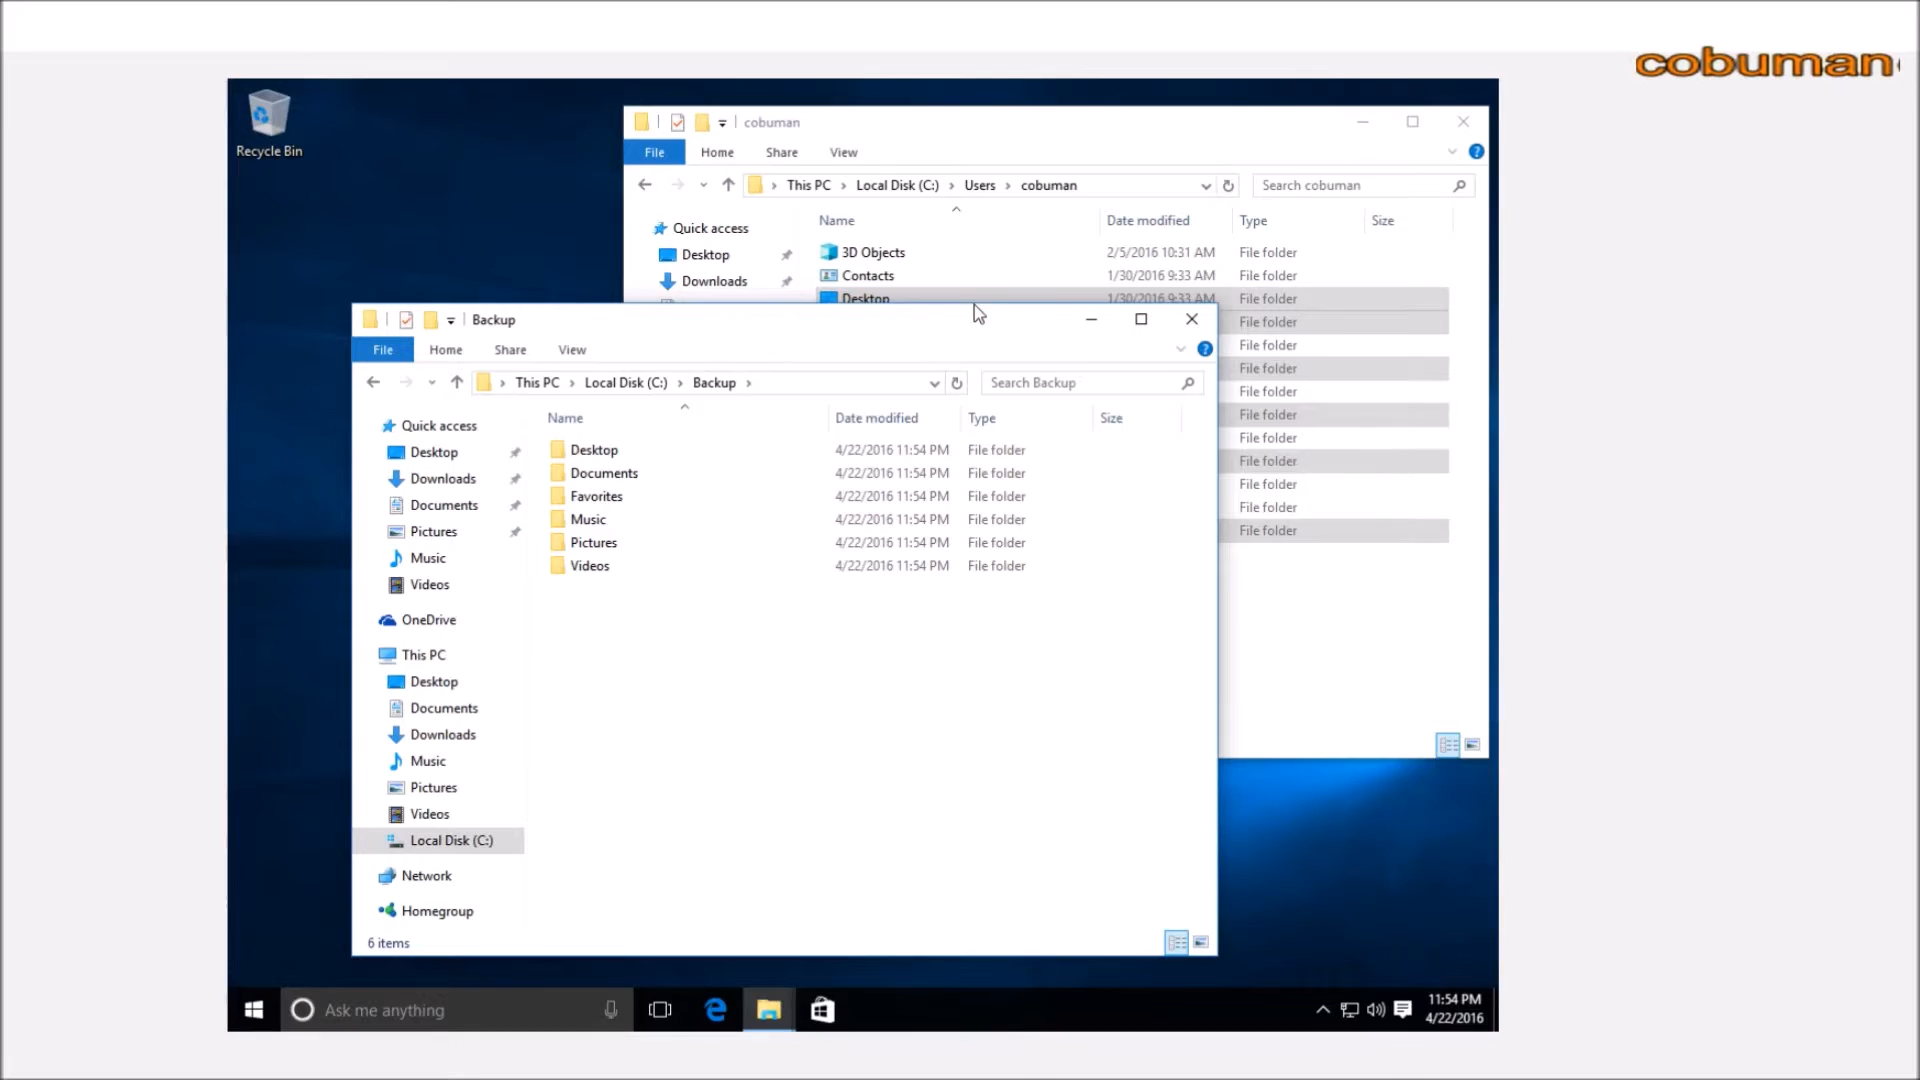 cobuman
Recycle Bin
cobuman
File Home Share View
This PC Local Disk (C:) Users cobuman Search cobuman
Name Date modified Type Size
Quick access
Desktop
Downloads
3D Objects 2/5/2016 10:31 AM File folder
Contacts 1/30/2016 9:33 AM File folder
Desktop 1/30/2016 9:33 AM File folder
File folder
File folder
File folder
File folder
File folder
File folder
File folder
File folder
File folder
File folder
Backup
File Home Share View
This PC Local Disk (C:) Backup Search Backup
Name Date modified Type Size
Desktop 4/22/2016 11:54 PM File folder
Documents 4/22/2016 11:54 PM File folder
Favorites 4/22/2016 11:54 PM File folder
Music 4/22/2016 11:54 PM File folder
Pictures 4/22/2016 11:54 PM File folder
Videos 4/22/2016 11:54 PM File folder
Quick access
Desktop
Downloads
Documents
Pictures
Music
Videos
OneDrive
This PC
Desktop
Documents
Downloads
Music
Pictures
Videos
Local Disk (C:)
Network
Homegroup
6 items
Ask me anything
11:54 PM
4/22/2016